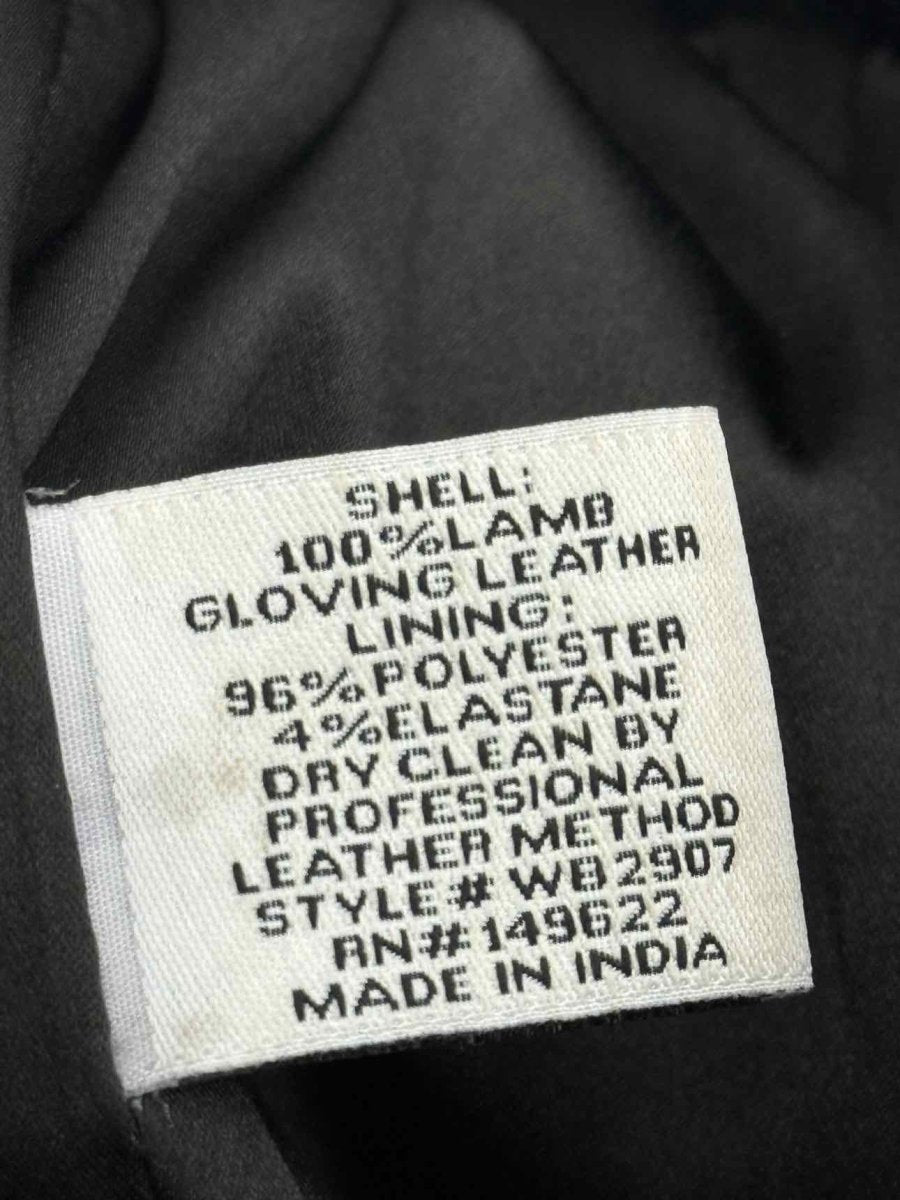 SHELL:
100%LAMB
GLOVING LEATHER
LINING:
96%POLYESTER
4%ELASTANE
DRY CLEAN BY
PROFESSIONAL
LEATHER METHOD
STYLE# WB2907
RN#149622
MADE IN INDIA